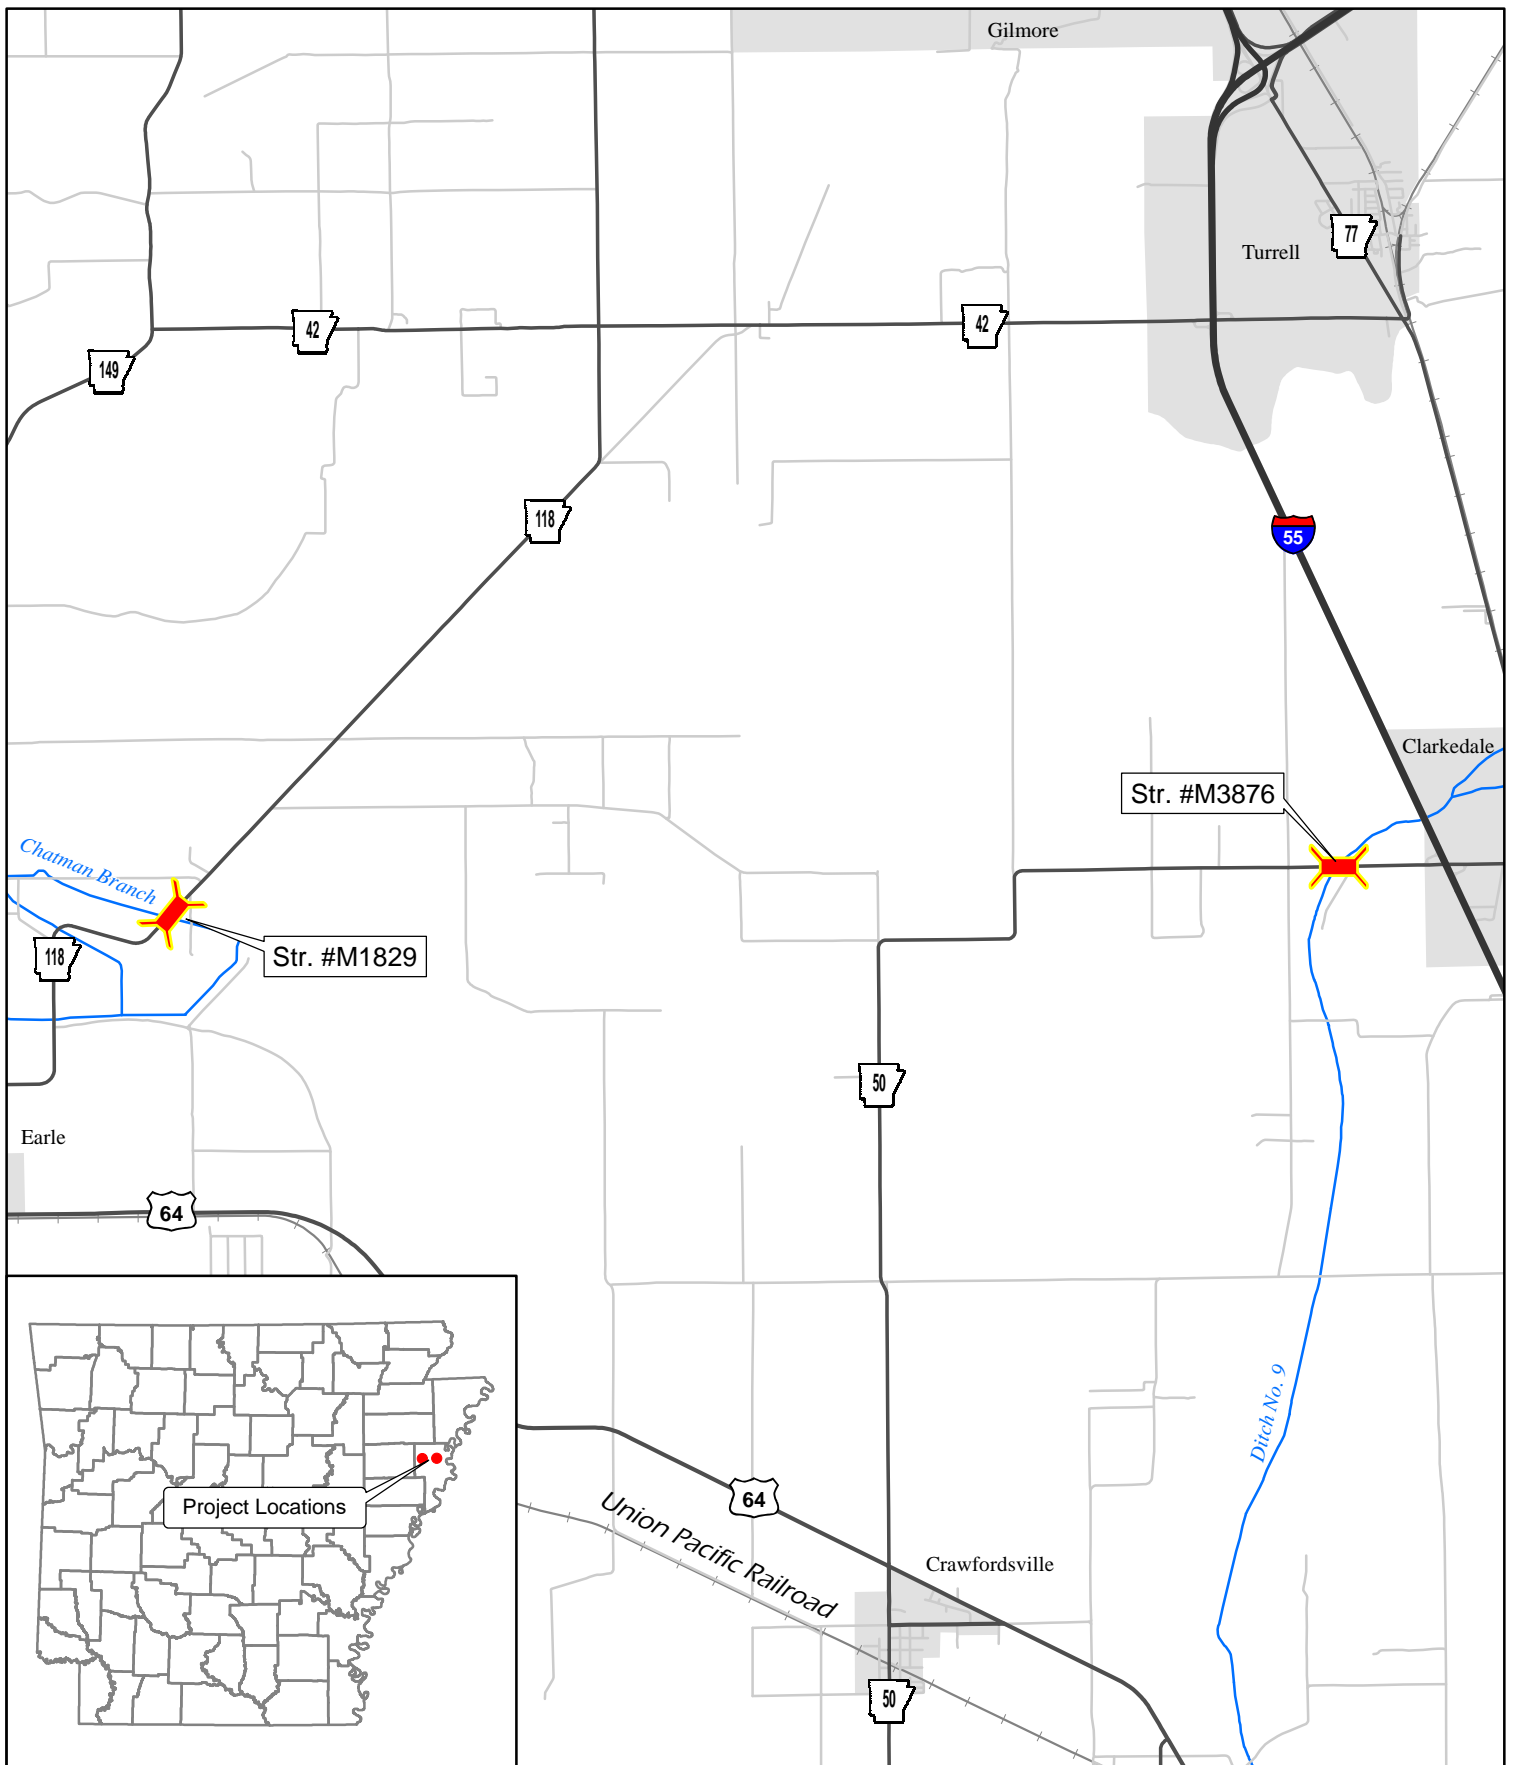 Gilmore
77
Turrell
42
42
149
118
55
Clarkedale
Str. #M3876
Chatman Branch
118
Str. #M1829
50
Earle
64
Ditch No. 9
Project Locations
64
Union Pacific Railroad
Crawfordsville
50